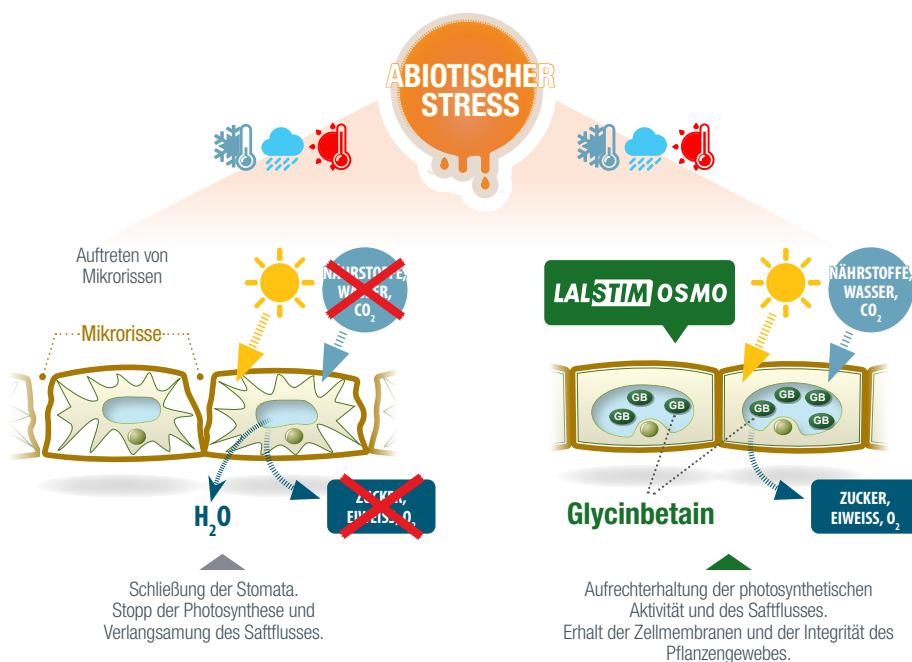 ABIOTISCHER
STRESS
Auftreten von
Mikrorissen
NÄHRSTOFFE,
WASSER,
CO₂
Mikrorisse
H₂O
ZUCKER,
EIWEISS, O₂
Schließung der Stomata.
Stopp der Photosynthese und
Verlangsamung des Saftflusses.
LALSTIM OSMO
NÄHRSTOFFE,
WASSER,
CO₂
GB
GB
GB
GB
GB
GB
GB
GB
Glycinbetain
ZUCKER,
EIWEISS, O₂
Aufrechterhaltung der photosynthetischen
Aktivität und des Saftflusses.
Erhalt der Zellmembranen und der Integrität des
Pflanzengewebes.